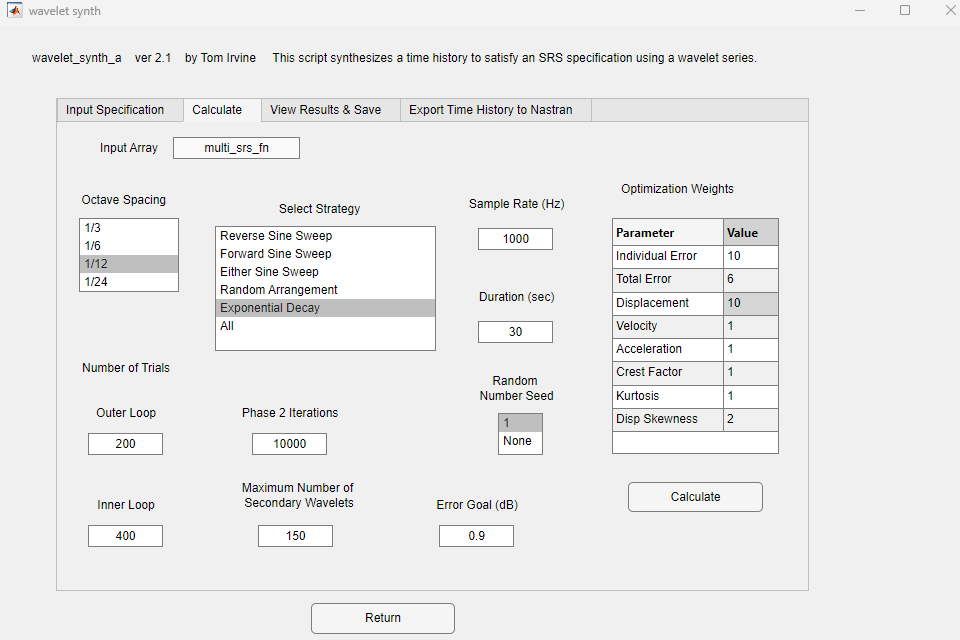 wavelet synth
wavelet_synth_a ver 2.1 by Tom Irvine This script synthesizes a time history to satisfy an SRS specification using a wavelet series.
Input Specification Calculate View Results & Save Export Time History to Nastran
Input Array multi_srs_fn
Octave Spacing
1/3
1/6
1/12
1/24
Select Strategy
Reverse Sine Sweep
Forward Sine Sweep
Either Sine Sweep
Random Arrangement
Exponential Decay
All
Sample Rate (Hz)
1000
Duration (sec)
30
Optimization Weights
Parameter Value
Individual Error 10
Total Error 6
Displacement 10
Velocity 1
Acceleration 1
Crest Factor 1
Kurtosis 1
Disp Skewness 2
Number of Trials
Outer Loop
200
Phase 2 Iterations
10000
Random
Number Seed
1
None
Inner Loop
400
Maximum Number of
Secondary Wavelets
150
Error Goal (dB)
0.9
Calculate
Return